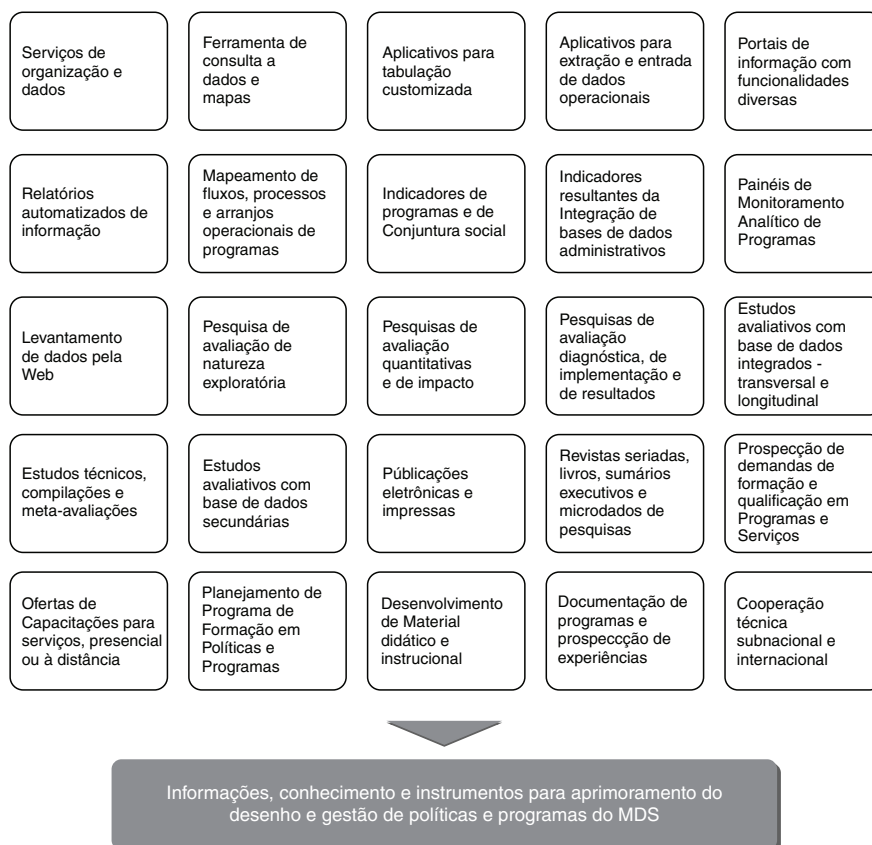 Serviços de
organização e
dados
Ferramenta de
consulta a
dados e
mapas
Aplicativos para
tabulação
customizada
Aplicativos para
extração e entrada
de dados
operacionais
Portais de
informação com
funcionalidades
diversas
Relatórios
automatizados de
informação
Mapeamento de
fluxos, processos
e arranjos
operacionais de
programas
Indicadores de
programas e de
Conjuntura social
Indicadores
resultantes da
Integração de
bases de dados
administrativos
Painéis de
Monitoramento
Analítico de
Programas
Levantamento
de dados pela
Web
Pesquisa de
avaliação de
natureza
exploratória
Pesquisas de
avaliação
quantitativas
e de impacto
Pesquisas de
avaliação
diagnóstica, de
implementação e
de resultados
Estudos
avaliativos com
base de dados
integrados -
transversal e
longitudinal
Estudos técnicos,
compilações e
meta-avaliações
Estudos
avaliativos com
base de dados
secundárias
Públicações
eletrônicas e
impressas
Revistas seriadas,
livros, sumários
executivos e
microdados de
pesquisas
Prospecção de
demandas de
formação e
qualificação em
Programas e
Serviços
Ofertas de
Capacitações para
serviços, presencial
ou à distância
Planejamento de
Programa de
Formação em
Políticas e
Programas
Desenvolvimento
de Material
didático e
instrucional
Documentação de
programas e
prospeccção de
experiências
Cooperação
técnica
subnacional e
internacional
Informações, conhecimento e instrumentos para aprimoramento do
desenho e gestão de políticas e programas do MDS